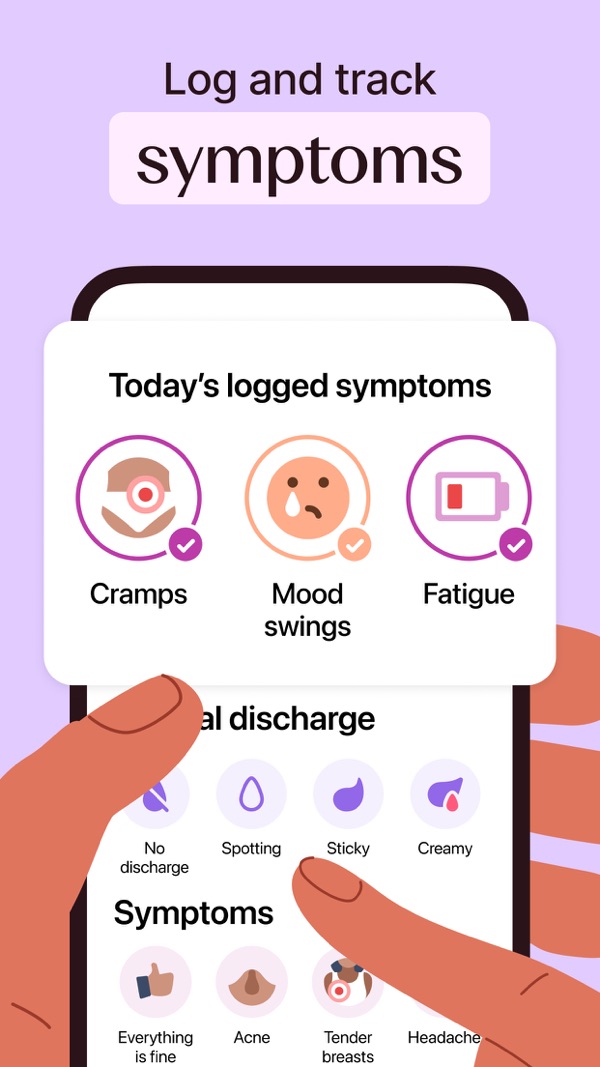 Log and track
symptoms
Today's logged symptoms
Cramps
Mood
swings
Fatigue
al discharge
No
discharge
Spotting
Sticky
Creamy
Symptoms
Everything
is fine
Acne
Tender
breasts
Headache